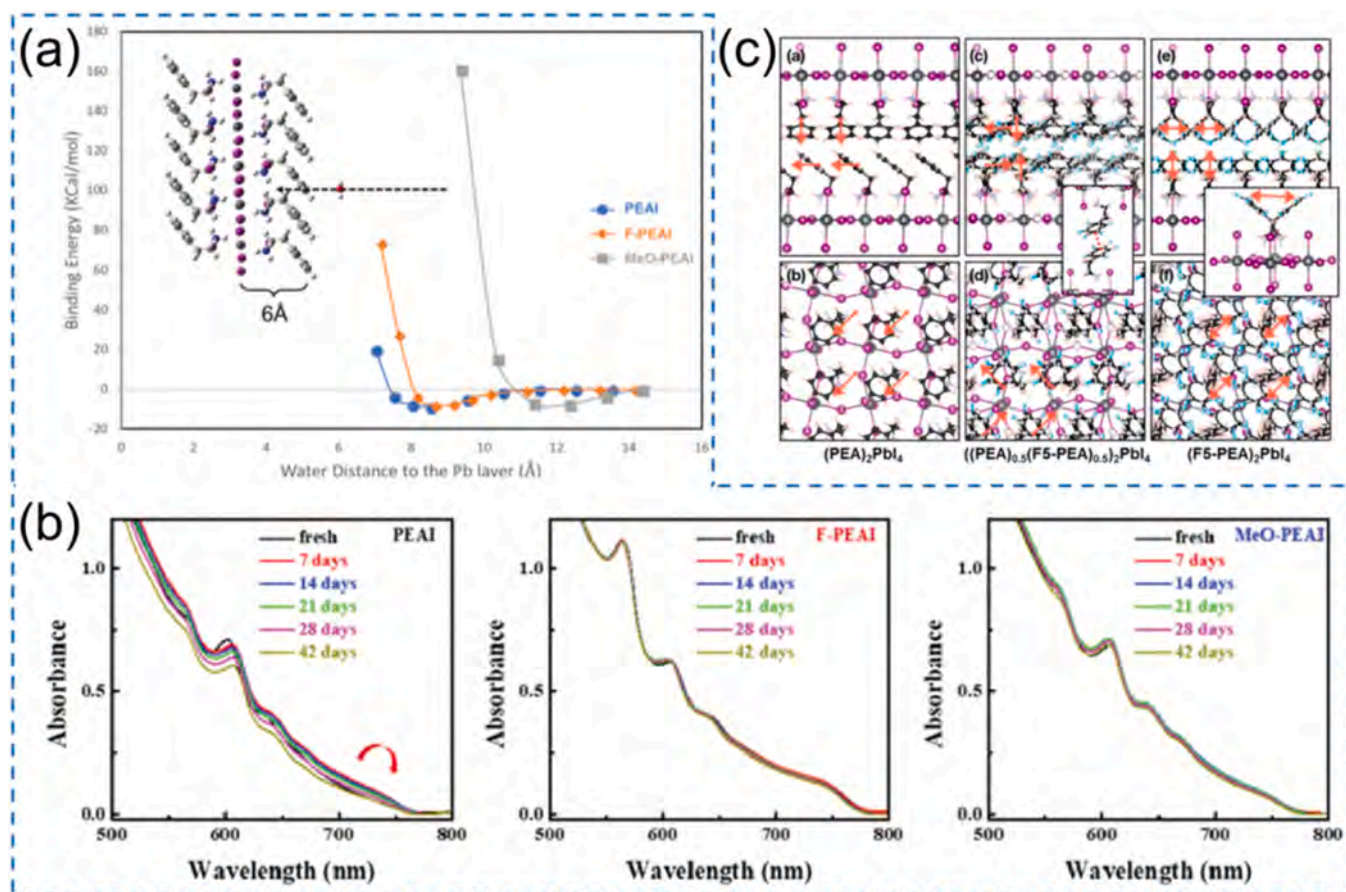 (a)
180
160
140
120
100
80
60
40
20
0
-20
Binding Energy (KCal/mol)
6Å
PEAI
F-PEAI
MeO-PEAI
0 2 4 6 8 10 12 14 16
Water Distance to the Pb layer (Å)
(c)
(a) (c) (e)
(b) (d) (f)
(PEA)₂PbI₄ ((PEA)₀.₅(F5-PEA)₀.₅)₂PbI₄ (F5-PEA)₂PbI₄
(b)
PEAI
fresh
7 days
14 days
21 days
28 days
42 days
1.0
0.5
0.0
Absorbance
500 600 700 800
Wavelength (nm)
F-PEAI
fresh
7 days
14 days
21 days
28 days
42 days
1.0
0.5
0.0
Absorbance
500 600 700 800
Wavelength (nm)
MeO-PEAI
fresh
7 days
14 days
21 days
28 days
42 days
1.0
0.5
0.0
Absorbance
500 600 700 800
Wavelength (nm)